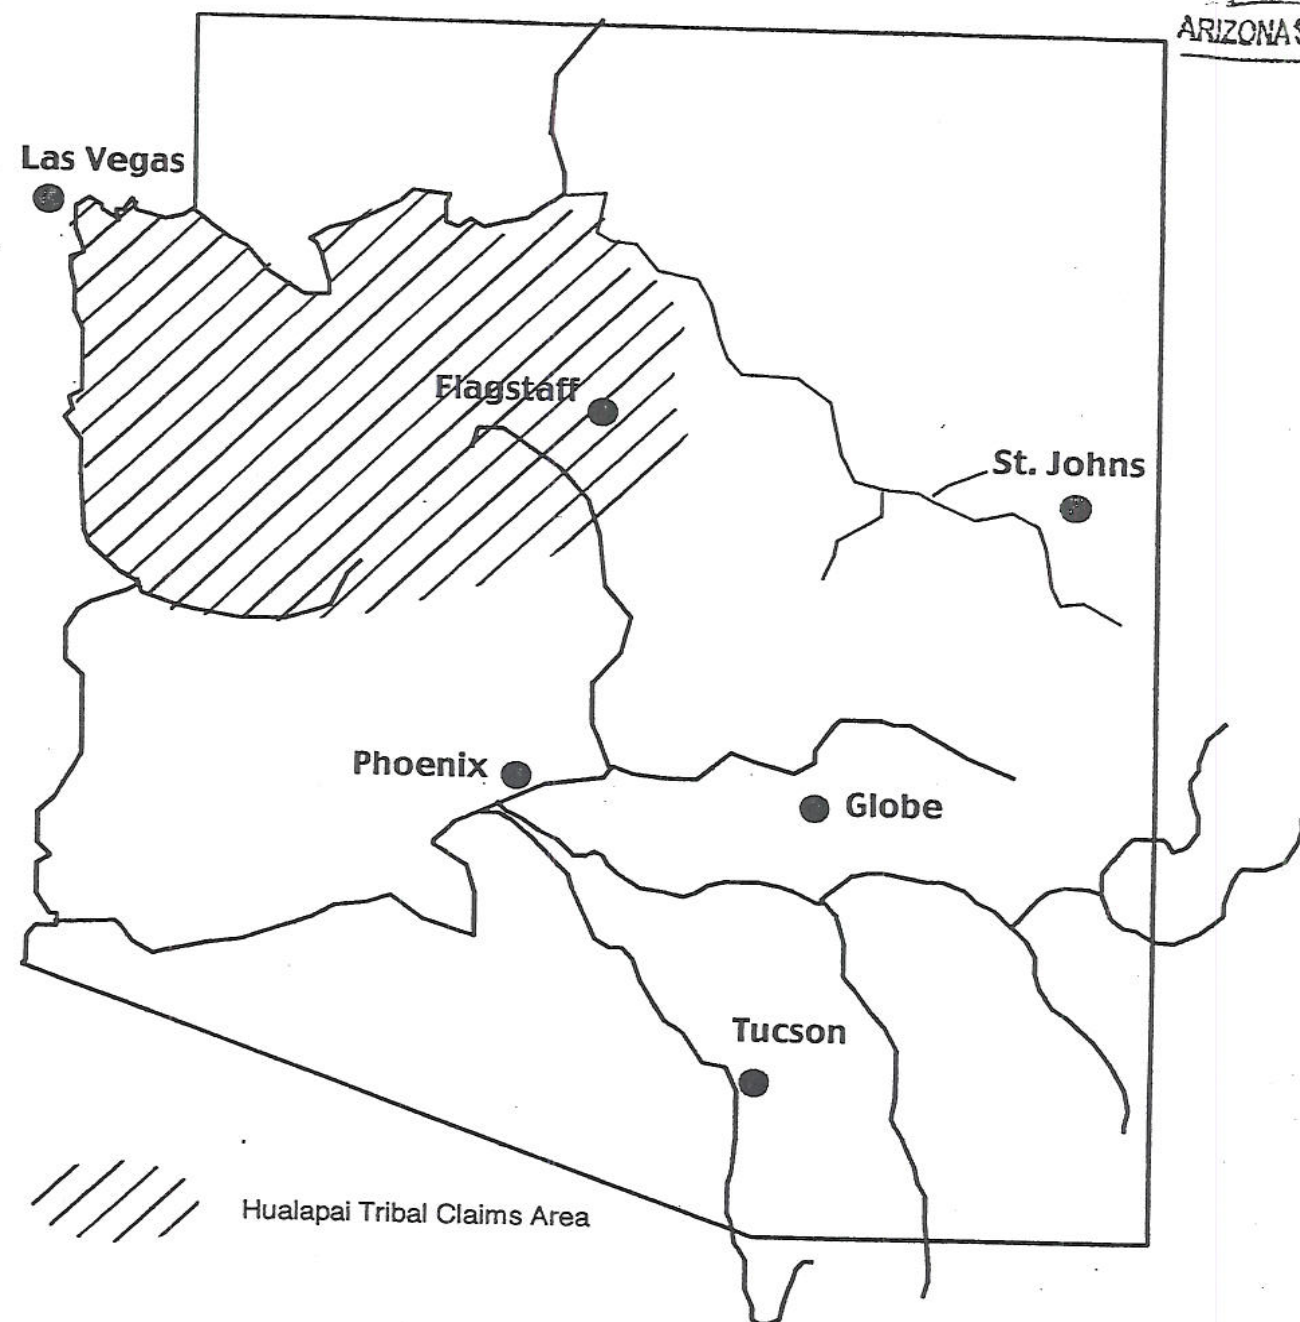 ARIZONA
Las Vegas
Flagstaff
St. Johns
Phoenix
Globe
Tucson
Hualapai Tribal Claims Area